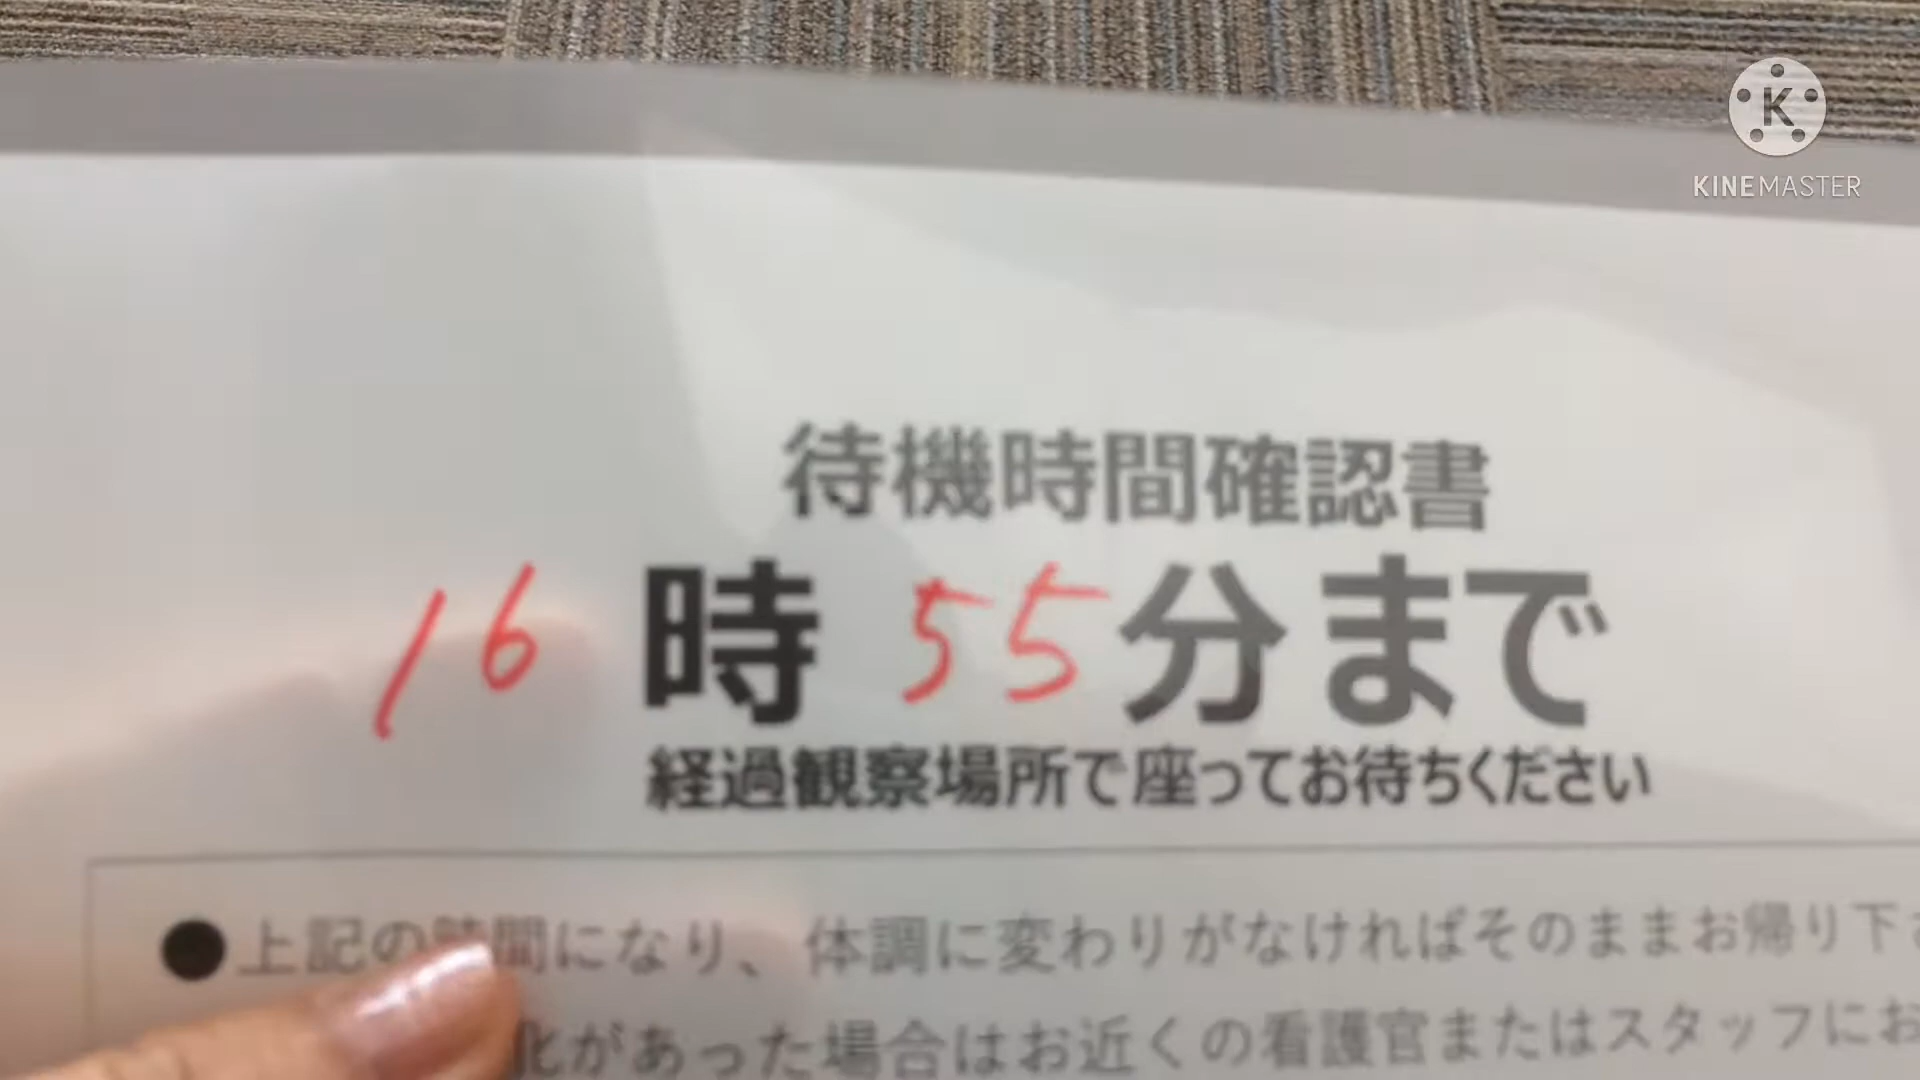 K
KINEMASTER
待機時間確認書
16時55分まで
経過観察場所で座ってお待ちください
●上記の時間になり、体調に変わりがなければそのままお帰り下さ
化があった場合はお近くの看護官またはスタッフにお